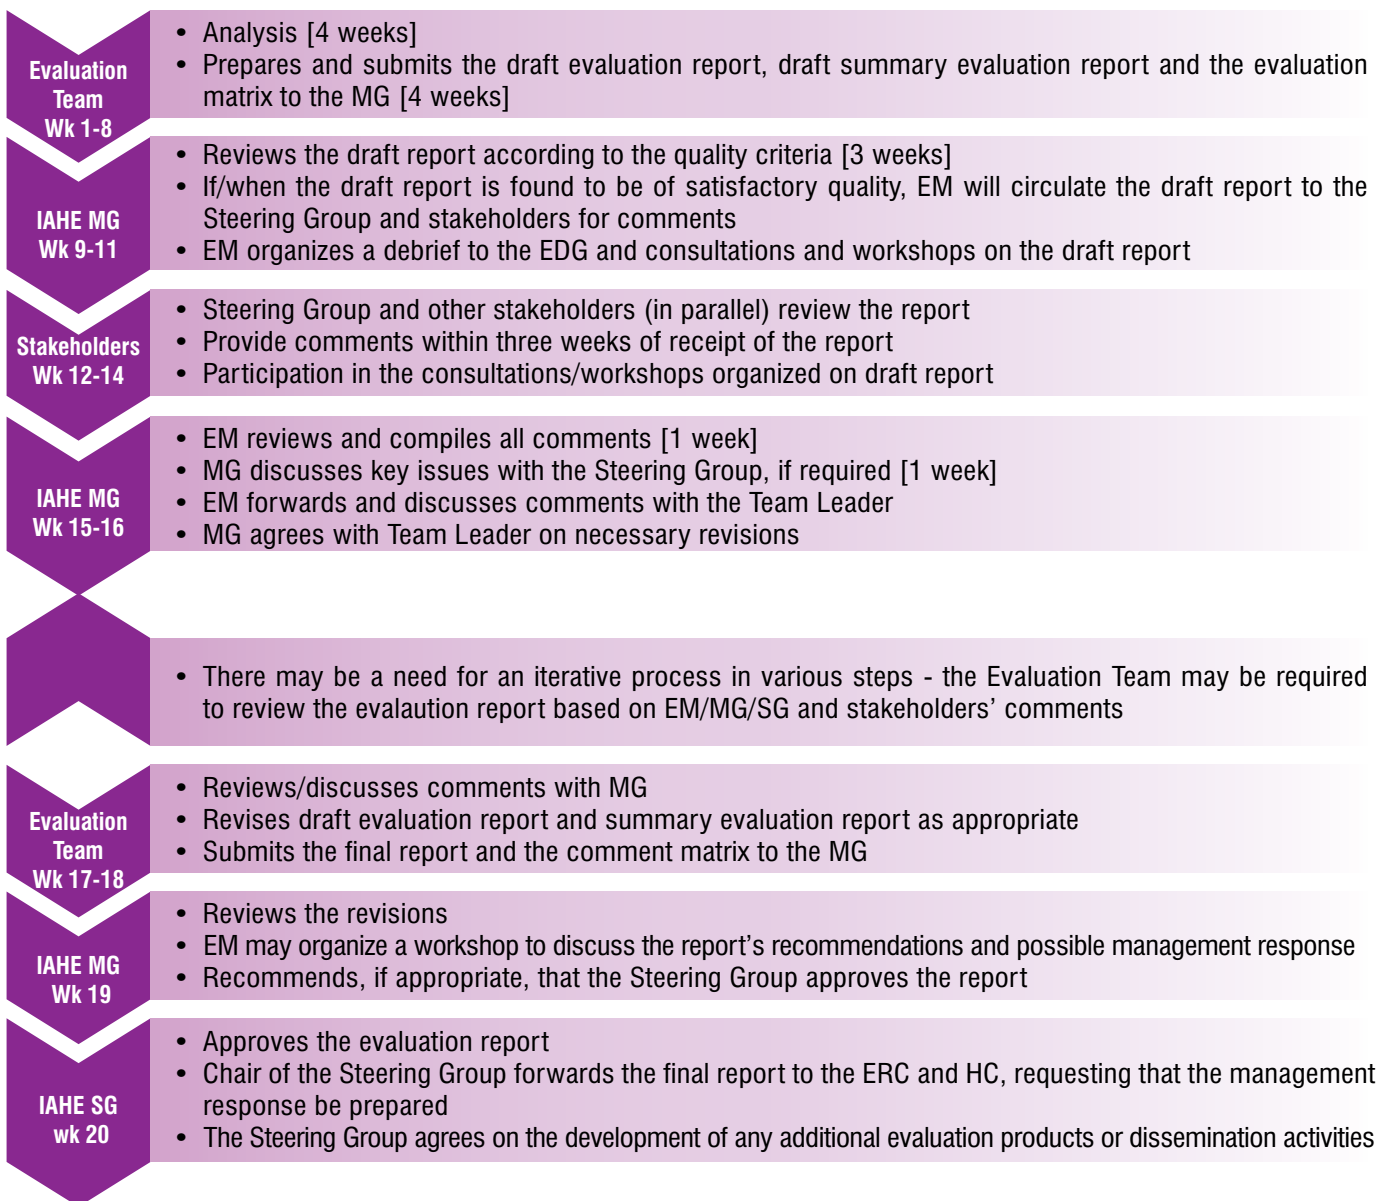 Evaluation
Team
Wk 1-8
• Analysis [4 weeks]
• Prepares and submits the draft evaluation report, draft summary evaluation report and the evaluation
matrix to the MG [4 weeks]
IAHE MG
Wk 9-11
• Reviews the draft report according to the quality criteria [3 weeks]
• If/when the draft report is found to be of satisfactory quality, EM will circulate the draft report to the
Steering Group and stakeholders for comments
• EM organizes a debrief to the EDG and consultations and workshops on the draft report
Stakeholders
Wk 12-14
• Steering Group and other stakeholders (in parallel) review the report
• Provide comments within three weeks of receipt of the report
• Participation in the consultations/workshops organized on draft report
IAHE MG
Wk 15-16
• EM reviews and compiles all comments [1 week]
• MG discusses key issues with the Steering Group, if required [1 week]
• EM forwards and discusses comments with the Team Leader
• MG agrees with Team Leader on necessary revisions
• There may be a need for an iterative process in various steps - the Evaluation Team may be required
to review the evalaution report based on EM/MG/SG and stakeholders’ comments
Evaluation
Team
Wk 17-18
• Reviews/discusses comments with MG
• Revises draft evaluation report and summary evaluation report as appropriate
• Submits the final report and the comment matrix to the MG
IAHE MG
Wk 19
• Reviews the revisions
• EM may organize a workshop to discuss the report’s recommendations and possible management response
• Recommends, if appropriate, that the Steering Group approves the report
IAHE SG
wk 20
• Approves the evaluation report
• Chair of the Steering Group forwards the final report to the ERC and HC, requesting that the management
response be prepared
• The Steering Group agrees on the development of any additional evaluation products or dissemination activities